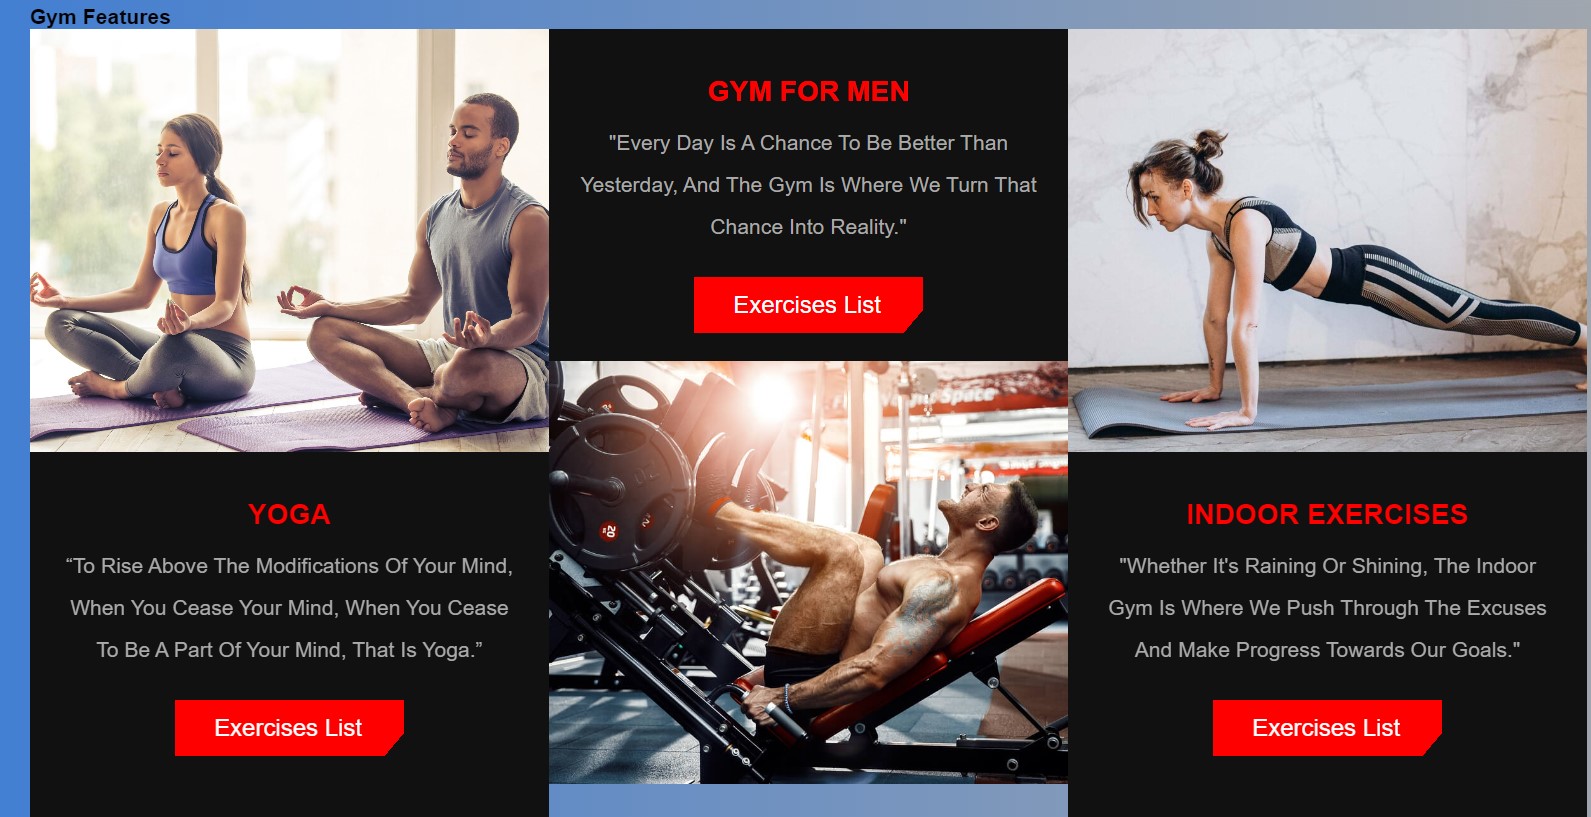 Gym Features
GYM FOR MEN
"Every Day Is A Chance To Be Better Than
Yesterday, And The Gym Is Where We Turn That
Chance Into Reality."
Exercises List
YOGA
“To Rise Above The Modifications Of Your Mind,
When You Cease Your Mind, When You Cease
To Be A Part Of Your Mind, That Is Yoga.”
Exercises List
INDOOR EXERCISES
"Whether It's Raining Or Shining, The Indoor
Gym Is Where We Push Through The Excuses
And Make Progress Towards Our Goals."
Exercises List
Space
20